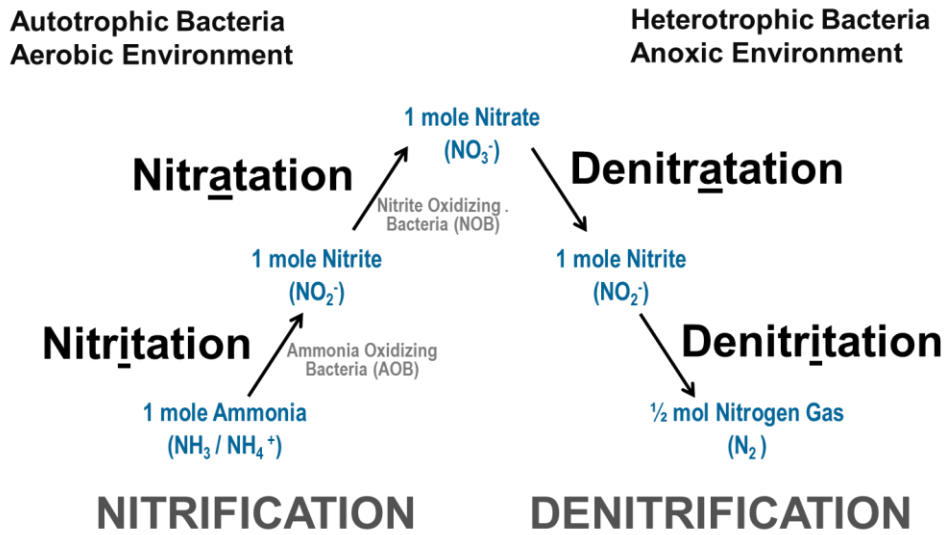 Autotrophic Bacteria
Aerobic Environment
Heterotrophic Bacteria
Anoxic Environment
1 mole Nitrate
(NO₃⁻)
Nitratation
Denitratation
Nitrite Oxidizing .
Bacteria (NOB)
1 mole Nitrite
(NO₂⁻)
1 mole Nitrite
(NO₂⁻)
Nitritation
Denitritation
Ammonia Oxidizing
Bacteria (AOB)
1 mole Ammonia
(NH₃ / NH₄⁺)
½ mol Nitrogen Gas
(N₂)
NITRIFICATION
DENITRIFICATION